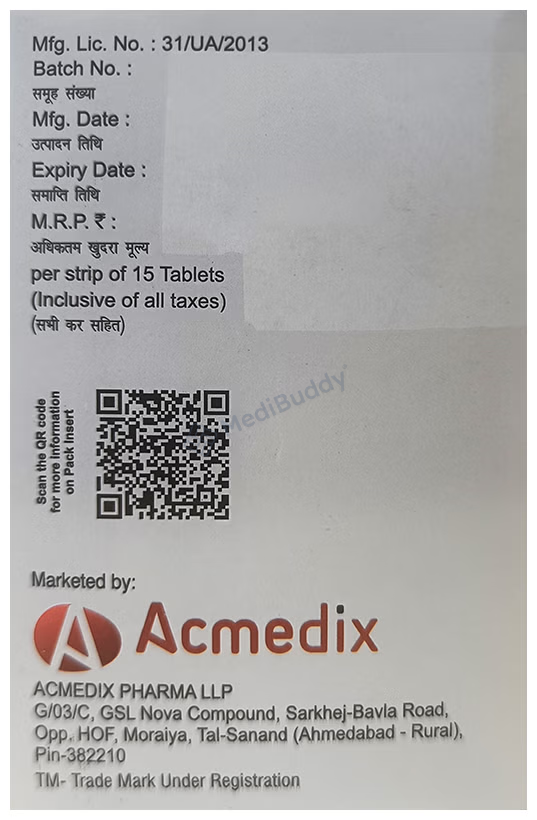 Mfg. Lic. No. : 31/UA/2013
Batch No. :
समूह संख्या
Mfg. Date :
उत्पादन तिथि
Expiry Date :
समाप्ति तिथि
M.R.P. ₹ :
अधिकतम खुदरा मूल्य
per strip of 15 Tablets
(Inclusive of all taxes)
(सभी कर सहित)
Scan the QR code
for more information
on Pack Insert
MediBuddy
Marketed by:
Acmedix
ACMEDIX PHARMA LLP
G/03/C, GSL Nova Compound, Sarkhej-Bavla Road,
Opp. HOF, Moraiya, Tal-Sanand (Ahmedabad - Rural),
Pin-382210
TM- Trade Mark Under Registration